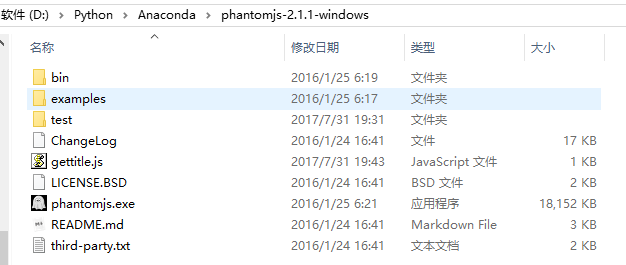 软件 (D:) > Python > Anaconda > phantomjs-2.1.1-windows
名称 修改日期 类型 大小
bin 2016/1/25 6:19 文件夹
examples 2016/1/25 6:17 文件夹
test 2017/7/31 19:31 文件夹
ChangeLog 2016/1/24 16:41 文件 17 KB
gettitle.js 2017/7/31 19:43 JavaScript 文件 1 KB
LICENSE.BSD 2016/1/24 16:41 BSD 文件 2 KB
phantomjs.exe 2016/1/25 6:21 应用程序 18,152 KB
README.md 2016/1/24 16:41 Markdown File 3 KB
third-party.txt 2016/1/24 16:41 文本文档 2 KB